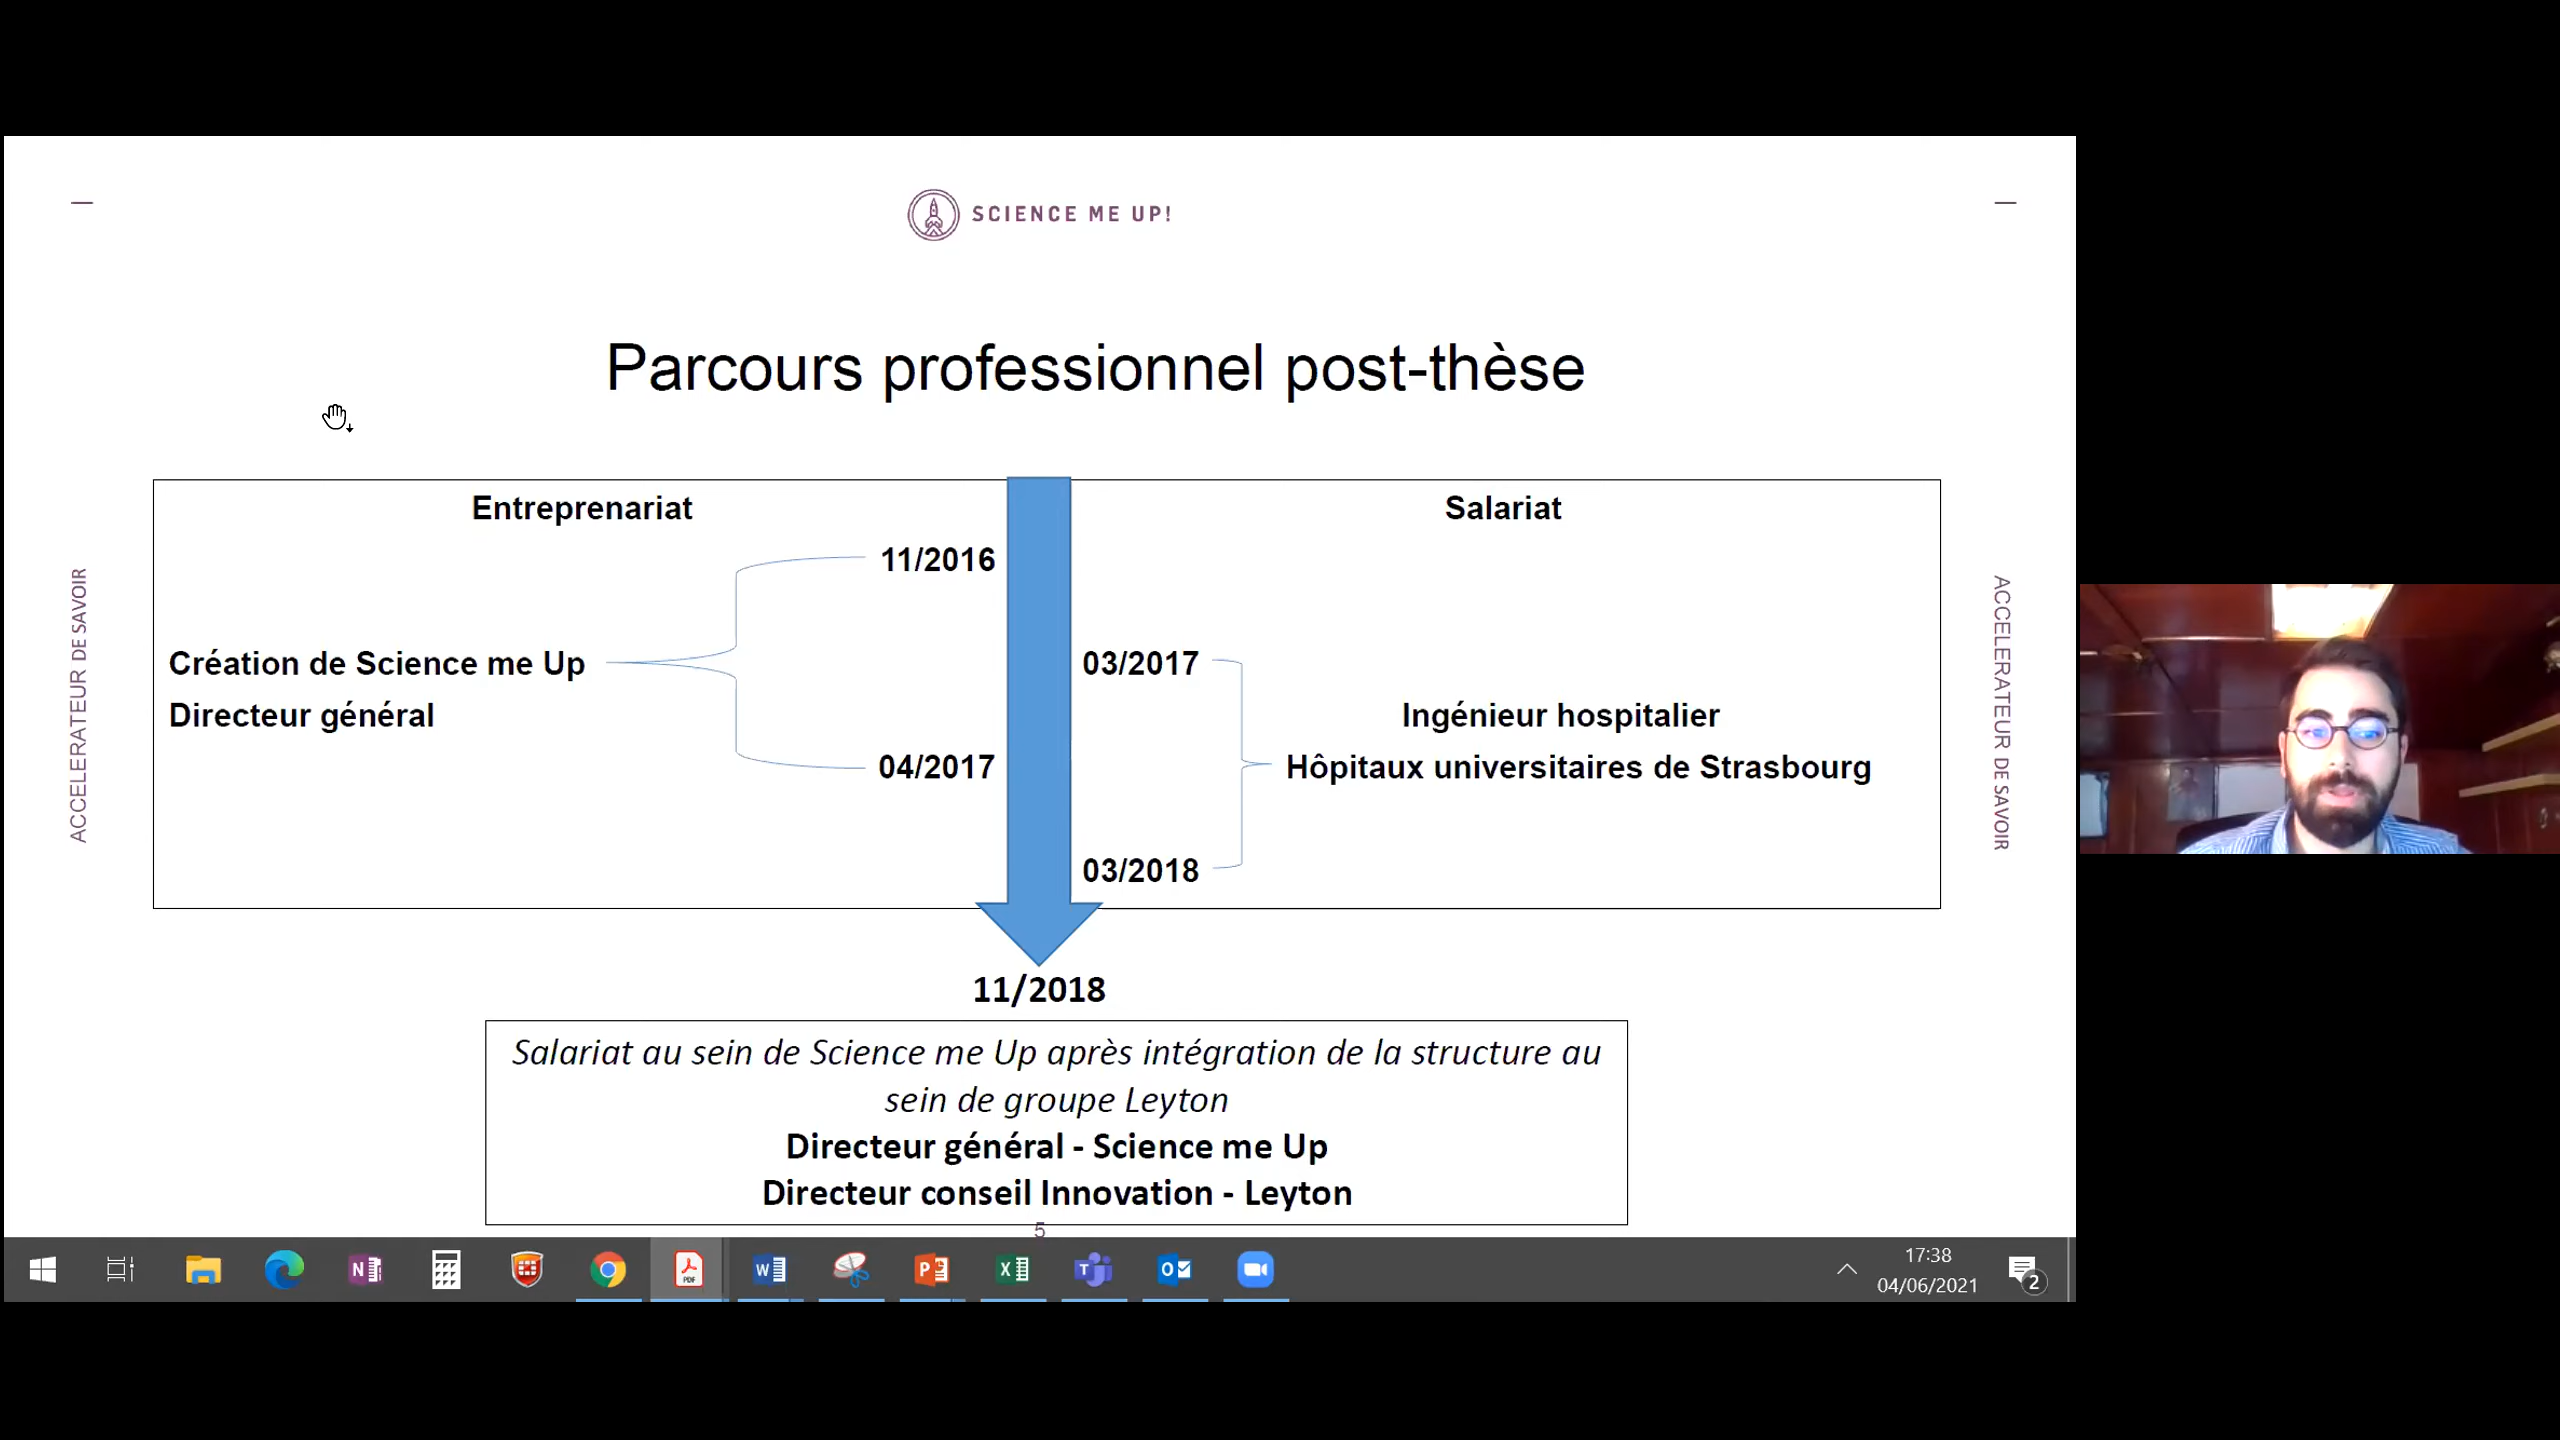 SCIENCE ME UP!
Parcours professionnel post-thèse
ACCELERATEUR DE SAVOIR
Entreprenariat
11/2016
Création de Science me Up
Directeur général
04/2017
Salariat
03/2017
Ingénieur hospitalier
Hôpitaux universitaires de Strasbourg
03/2018
ACCELERATEUR DE SAVOIR
11/2018
Salariat au sein de Science me Up après intégration de la structure au
sein de groupe Leyton
Directeur général - Science me Up
Directeur conseil Innovation - Leyton
5
17:38
04/06/2021
2